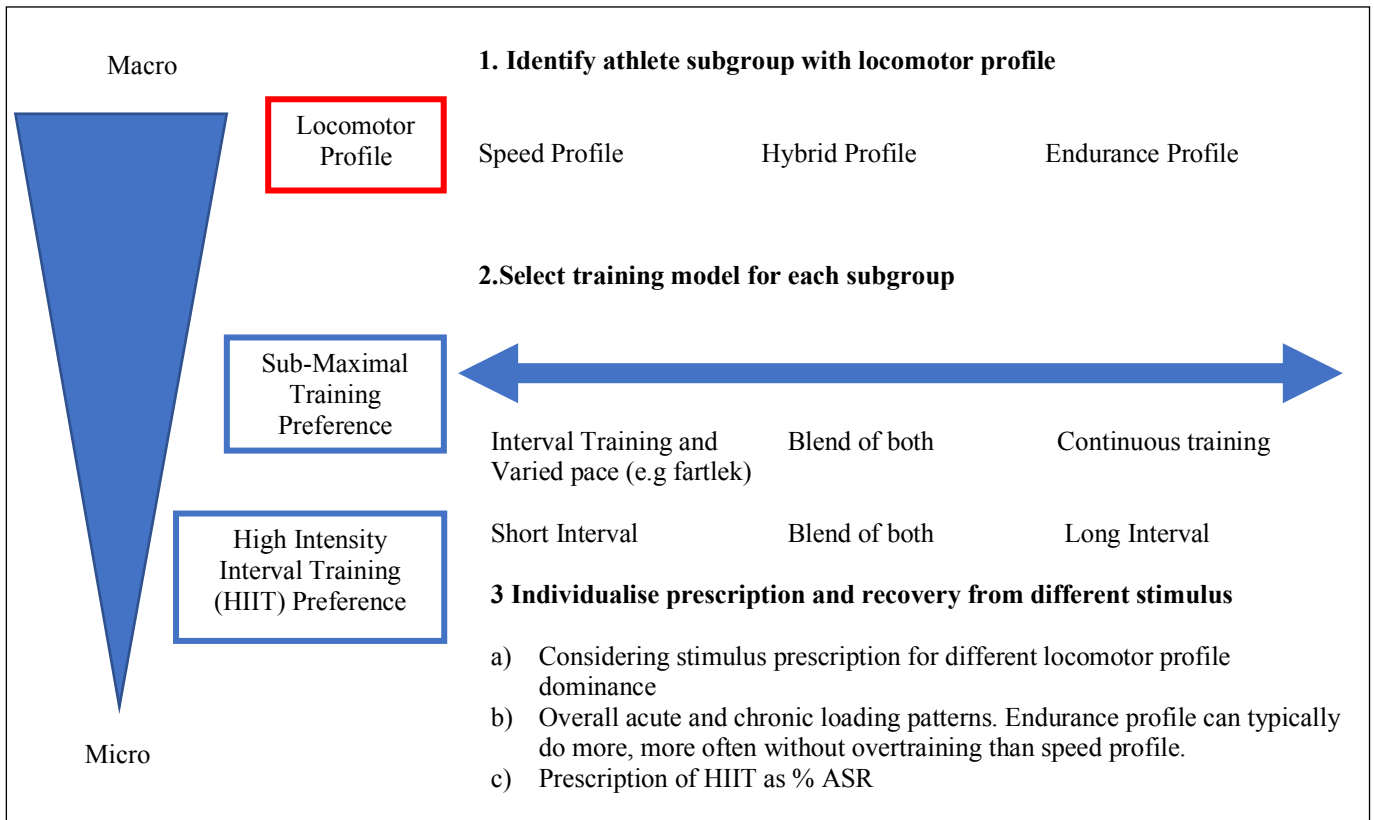 Macro
1. Identify athlete subgroup with locomotor profile
Locomotor
Profile
Speed Profile
Hybrid Profile
Endurance Profile
2.Select training model for each subgroup
Sub-Maximal
Training
Preference
Interval Training and
Varied pace (e.g fartlek)
Blend of both
Continuous training
High Intensity
Interval Training
(HIIT) Preference
Short Interval
Blend of both
Long Interval
3 Individualise prescription and recovery from different stimulus
a) Considering stimulus prescription for different locomotor profile
dominance
b) Overall acute and chronic loading patterns. Endurance profile can typically
do more, more often without overtraining than speed profile.
c) Prescription of HIIT as % ASR
Micro